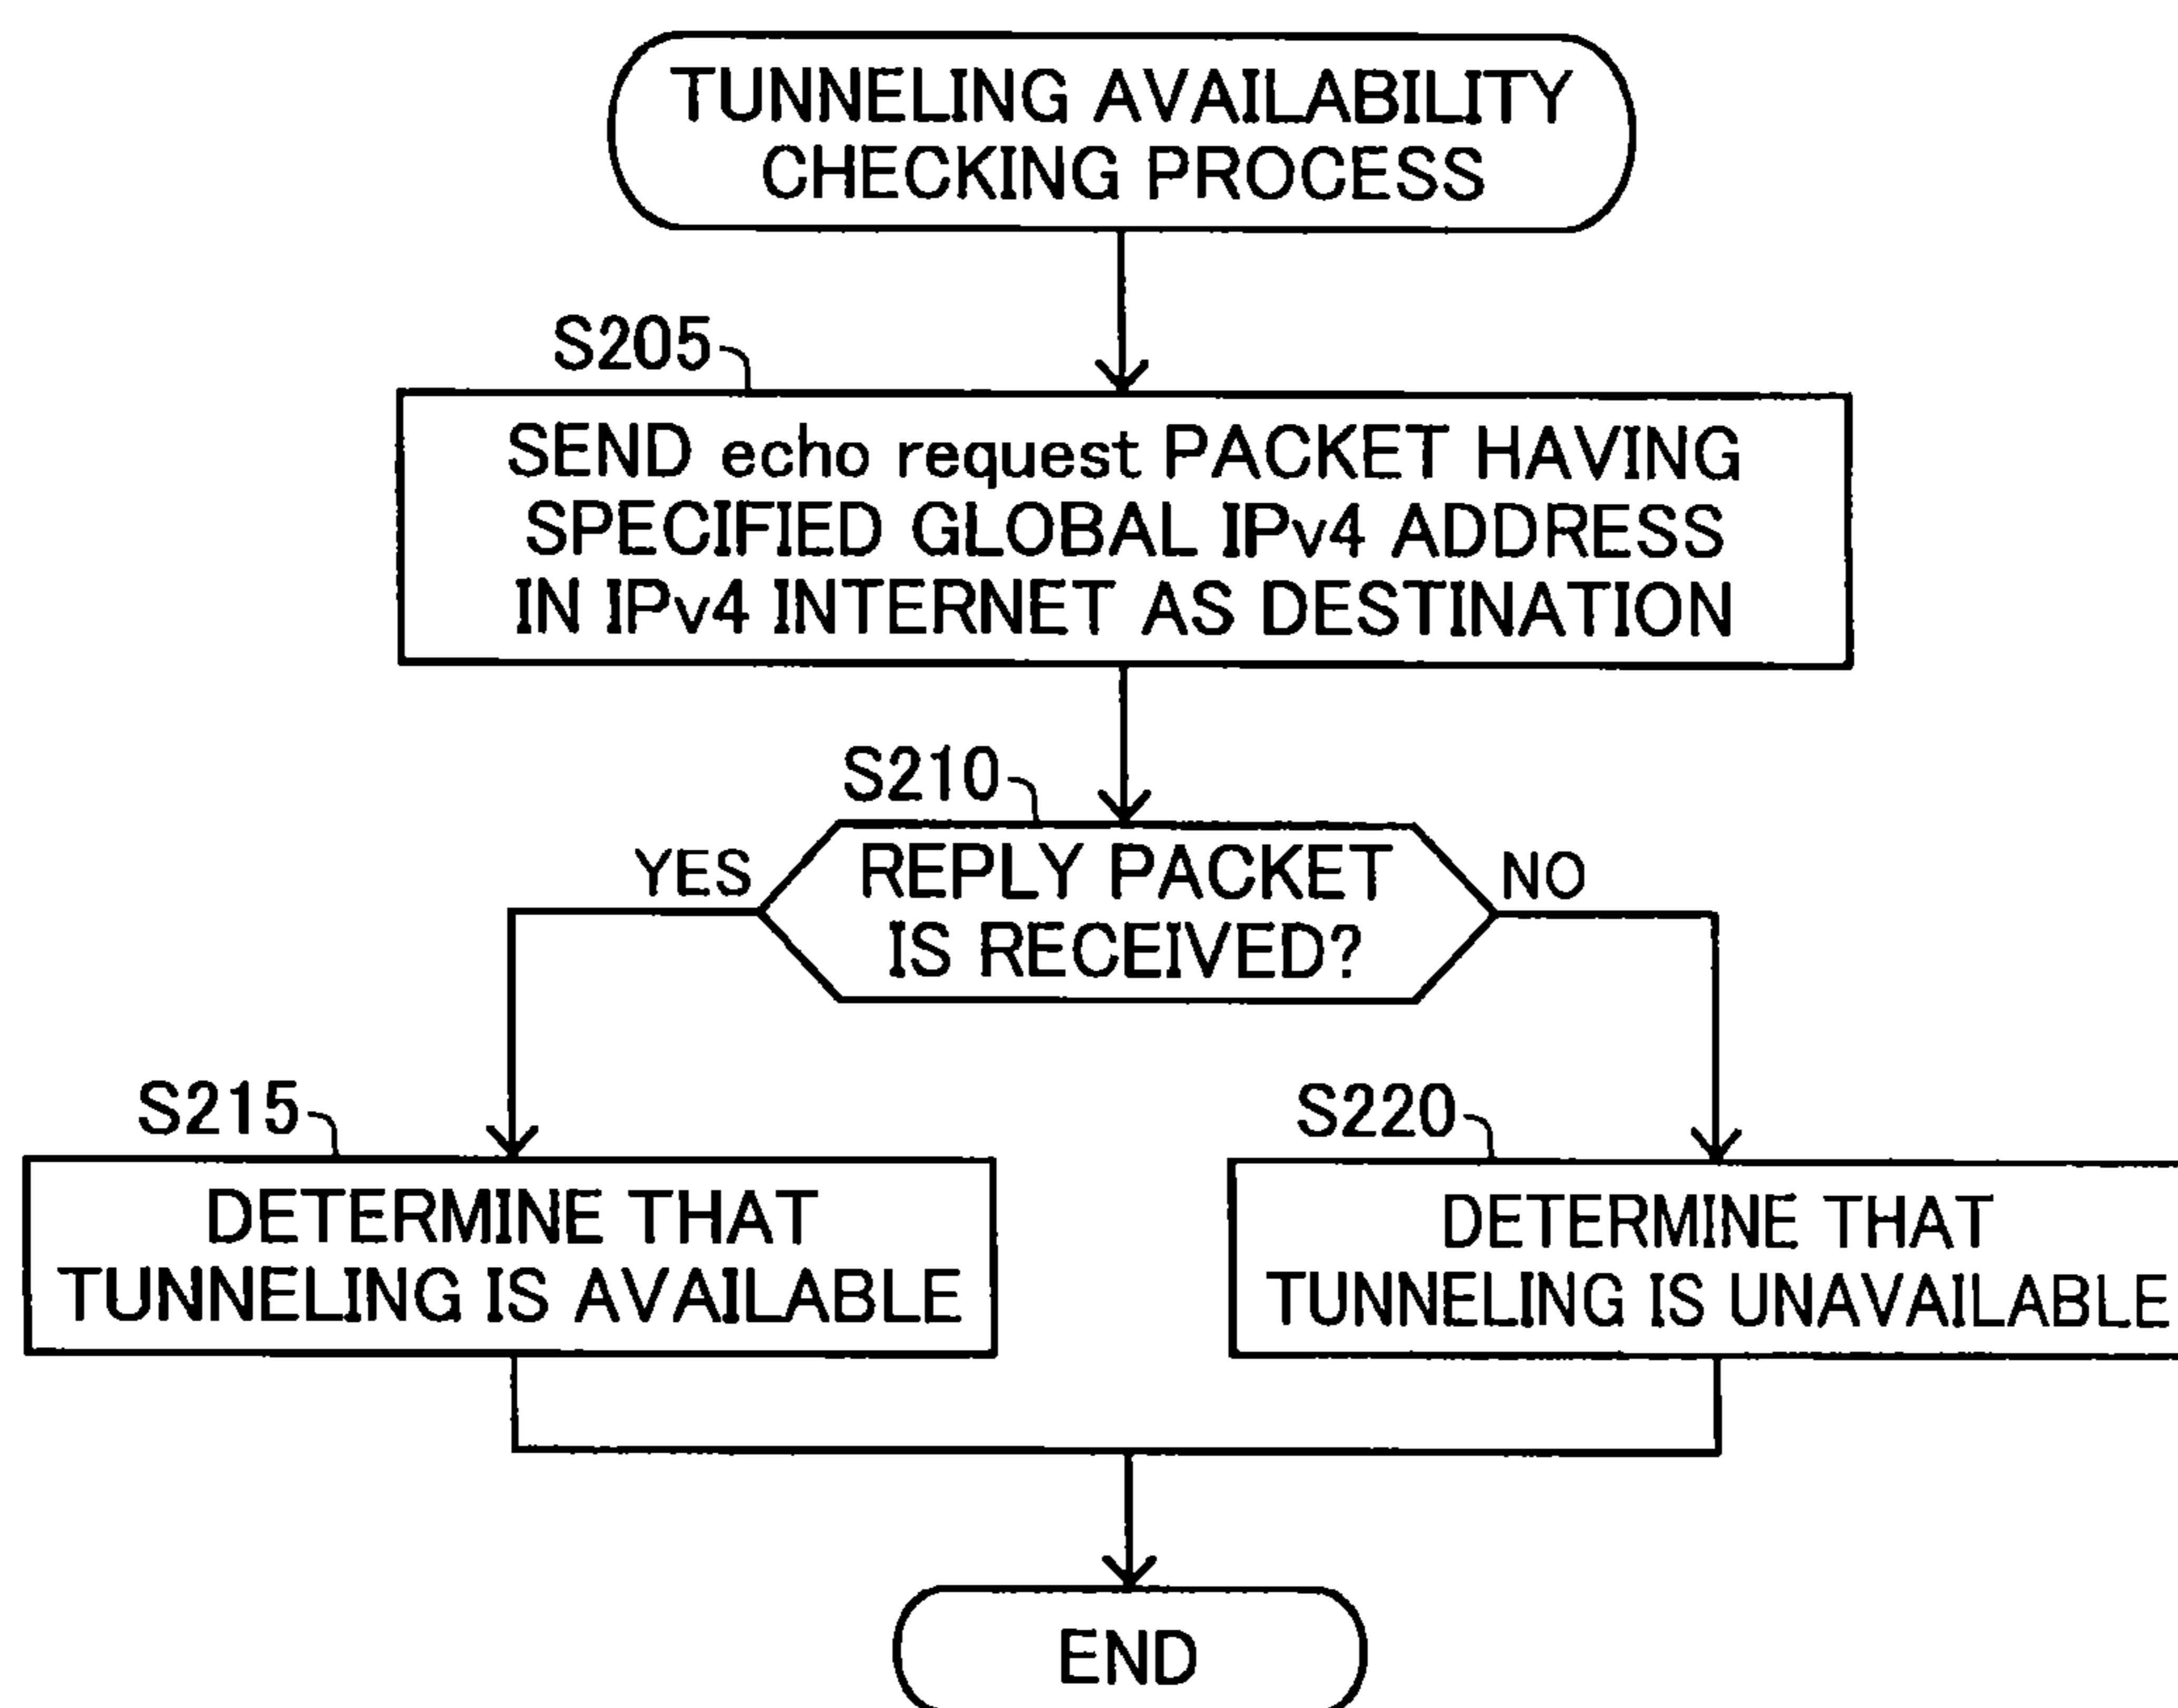 TUNNELING AVAILABILITY
CHECKING PROCESS
S205
SEND echo request PACKET HAVING
SPECIFIED GLOBAL IPv4 ADDRESS
IN IPv4 INTERNET AS DESTINATION
S210
YES
REPLY PACKET
IS RECEIVED?
NO
S215
DETERMINE THAT
TUNNELING IS AVAILABLE
S220
DETERMINE THAT
TUNNELING IS UNAVAILABLE
END